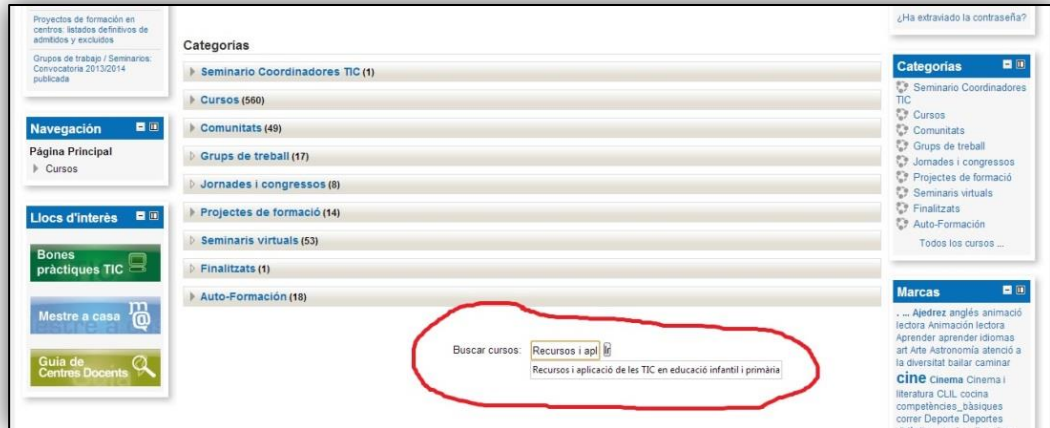 Proyectos de formación en
centros: listados definitivos de
admitidos y excluidos
Grupos de trabajo / Seminarios:
Convocatoria 2013/2014
publicada
Navegación
Página Principal
Cursos
Llocs d'interès
Bones
pràctiques TIC
Mestre a casa
m@
Guia de
Centres Docents
Categorías
Seminario Coordinadores TIC (1)
Cursos (560)
Comunitats (49)
Grups de treball (17)
Jornades i congressos (8)
Projectes de formació (14)
Seminaris virtuals (53)
Finalitzats (1)
Auto-Formación (18)
Buscar cursos: Recursos i apl Ir
Recursos i aplicació de les TIC en educació infantil i primària
¿Ha extraviado la contraseña?
Categorías
Seminario Coordinadores
TIC
Cursos
Comunitats
Grups de treball
Jornades i congressos
Projectes de formació
Seminaris virtuals
Finalitzats
Auto-Formación
Todos los cursos ...
Marcas
. ... Ajedrez anglés animació
lectora Animación lectora
Aprender aprender idiomas
art Arte Astronomía atenció a
la diversitat bailar caminar
cine Cinema Cinema i
literatura CLIL cocina
competències_bàsiques
correr Deporte Deportes